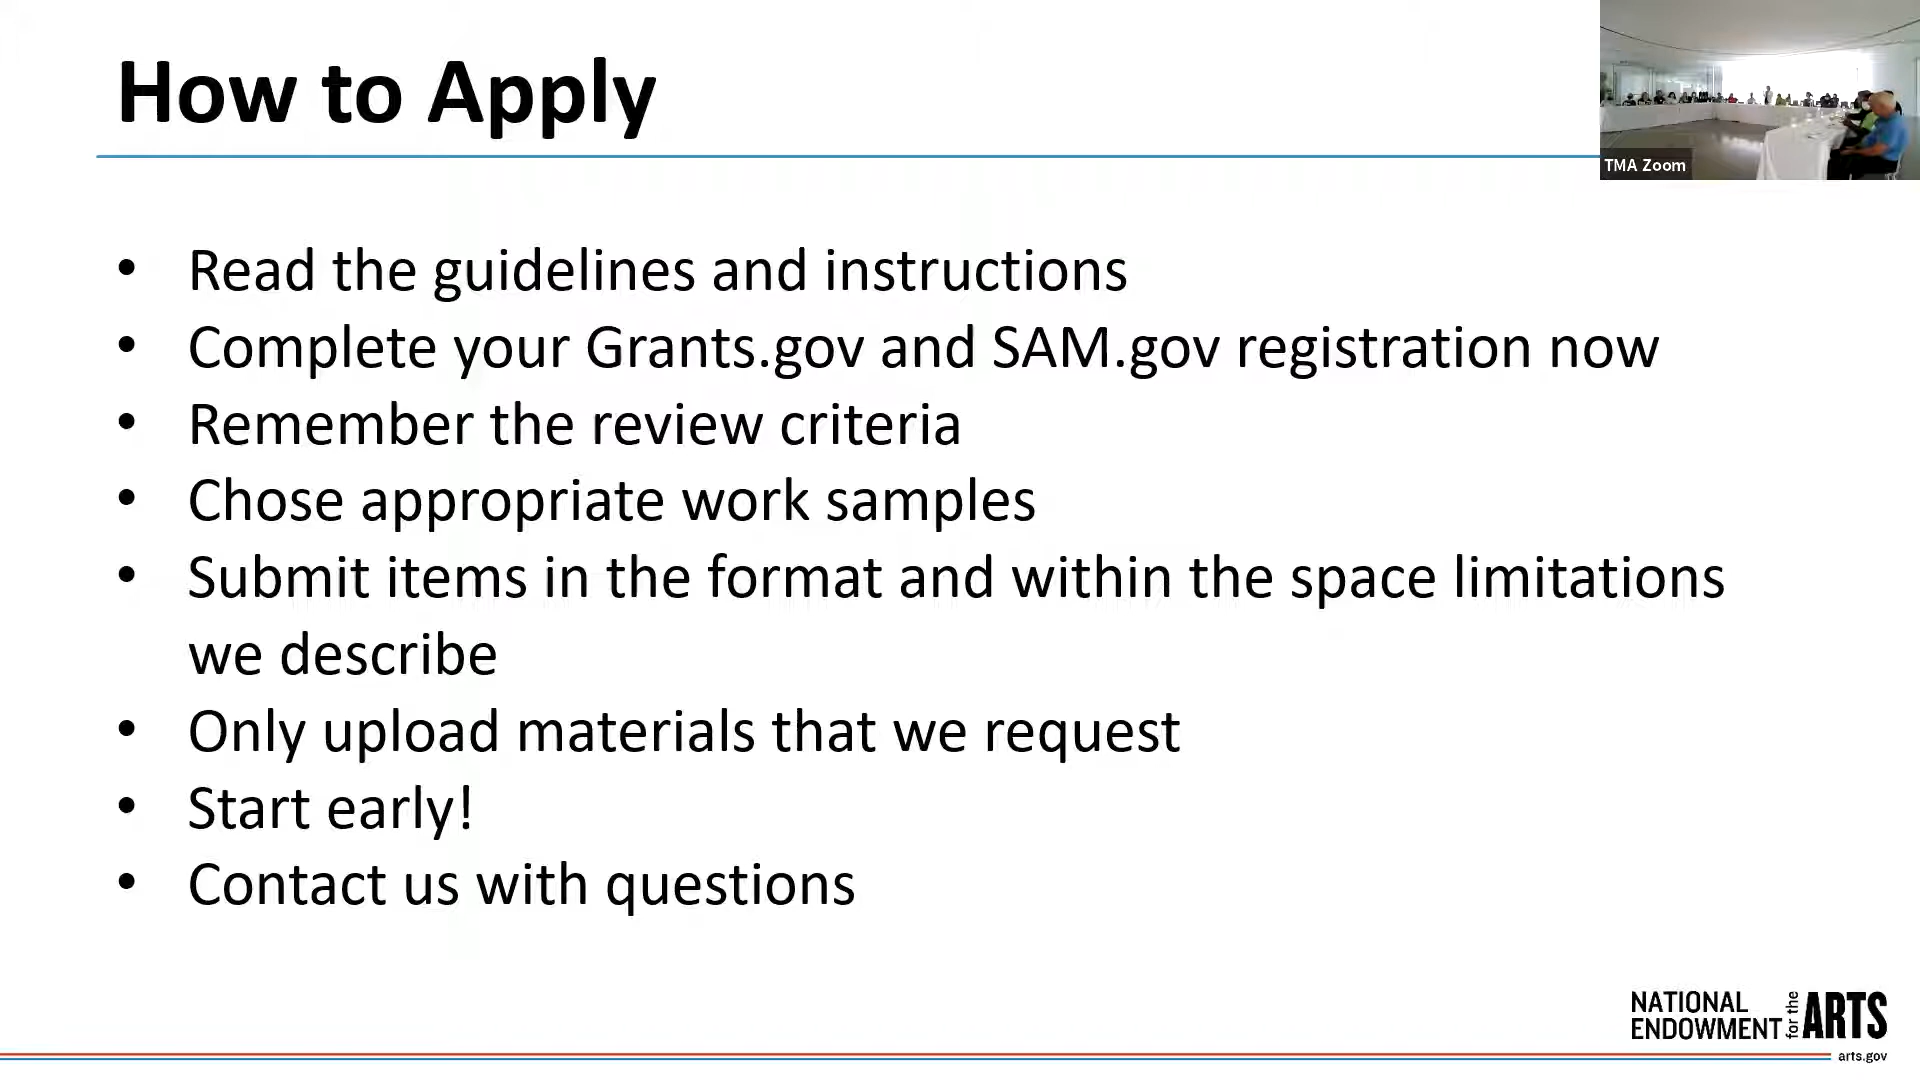 How to Apply
TMA Zoom
• Read the guidelines and instructions
• Complete your Grants.gov and SAM.gov registration now
• Remember the review criteria
• Chose appropriate work samples
• Submit items in the format and within the space limitations
we describe
• Only upload materials that we request
• Start early!
• Contact us with questions
NATIONAL
ENDOWMENT
for the
ARTS
arts.gov